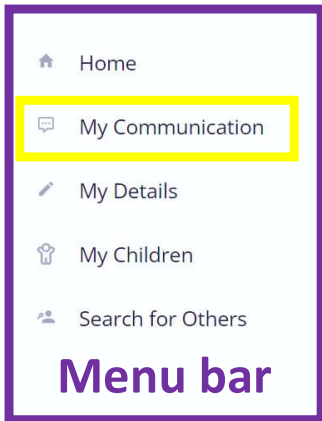 Home
My Communication
My Details
My Children
Search for Others
Menu bar